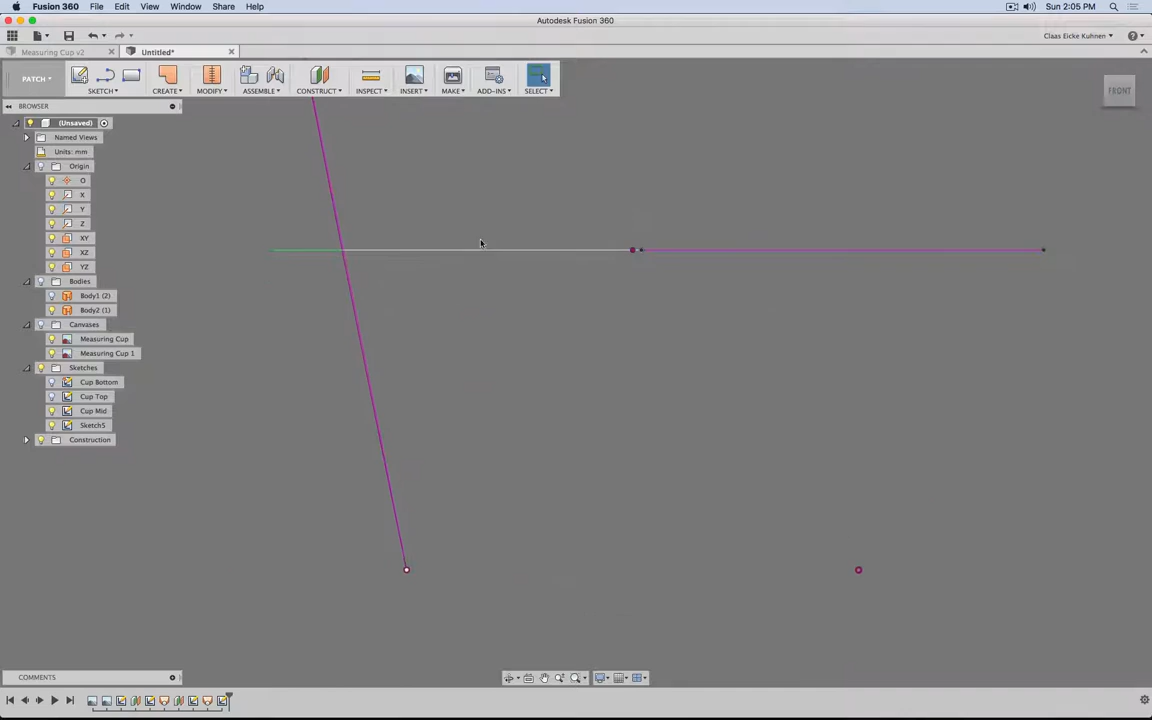 Fusion 360 File Edit View Window Share Help Sun 2:05 PM
Autodesk Fusion 360
Claas Eicke Kuhnen
Measuring Cup v2 Untitled*
PATCH SKETCH CREATE MODIFY ASSEMBLE CONSTRUCT INSPECT INSERT MAKE ADD-INS SELECT
FRONT
BROWSER
(Unsaved)
Named Views
Units: mm
Origin
O
X
Y
Z
XY
XZ
YZ
Bodies
Body1 (2)
Body2 (1)
Canvases
Measuring Cup
Measuring Cup 1
Sketches
Cup Bottom
Cup Top
Cup Mid
Sketch5
Construction
COMMENTS